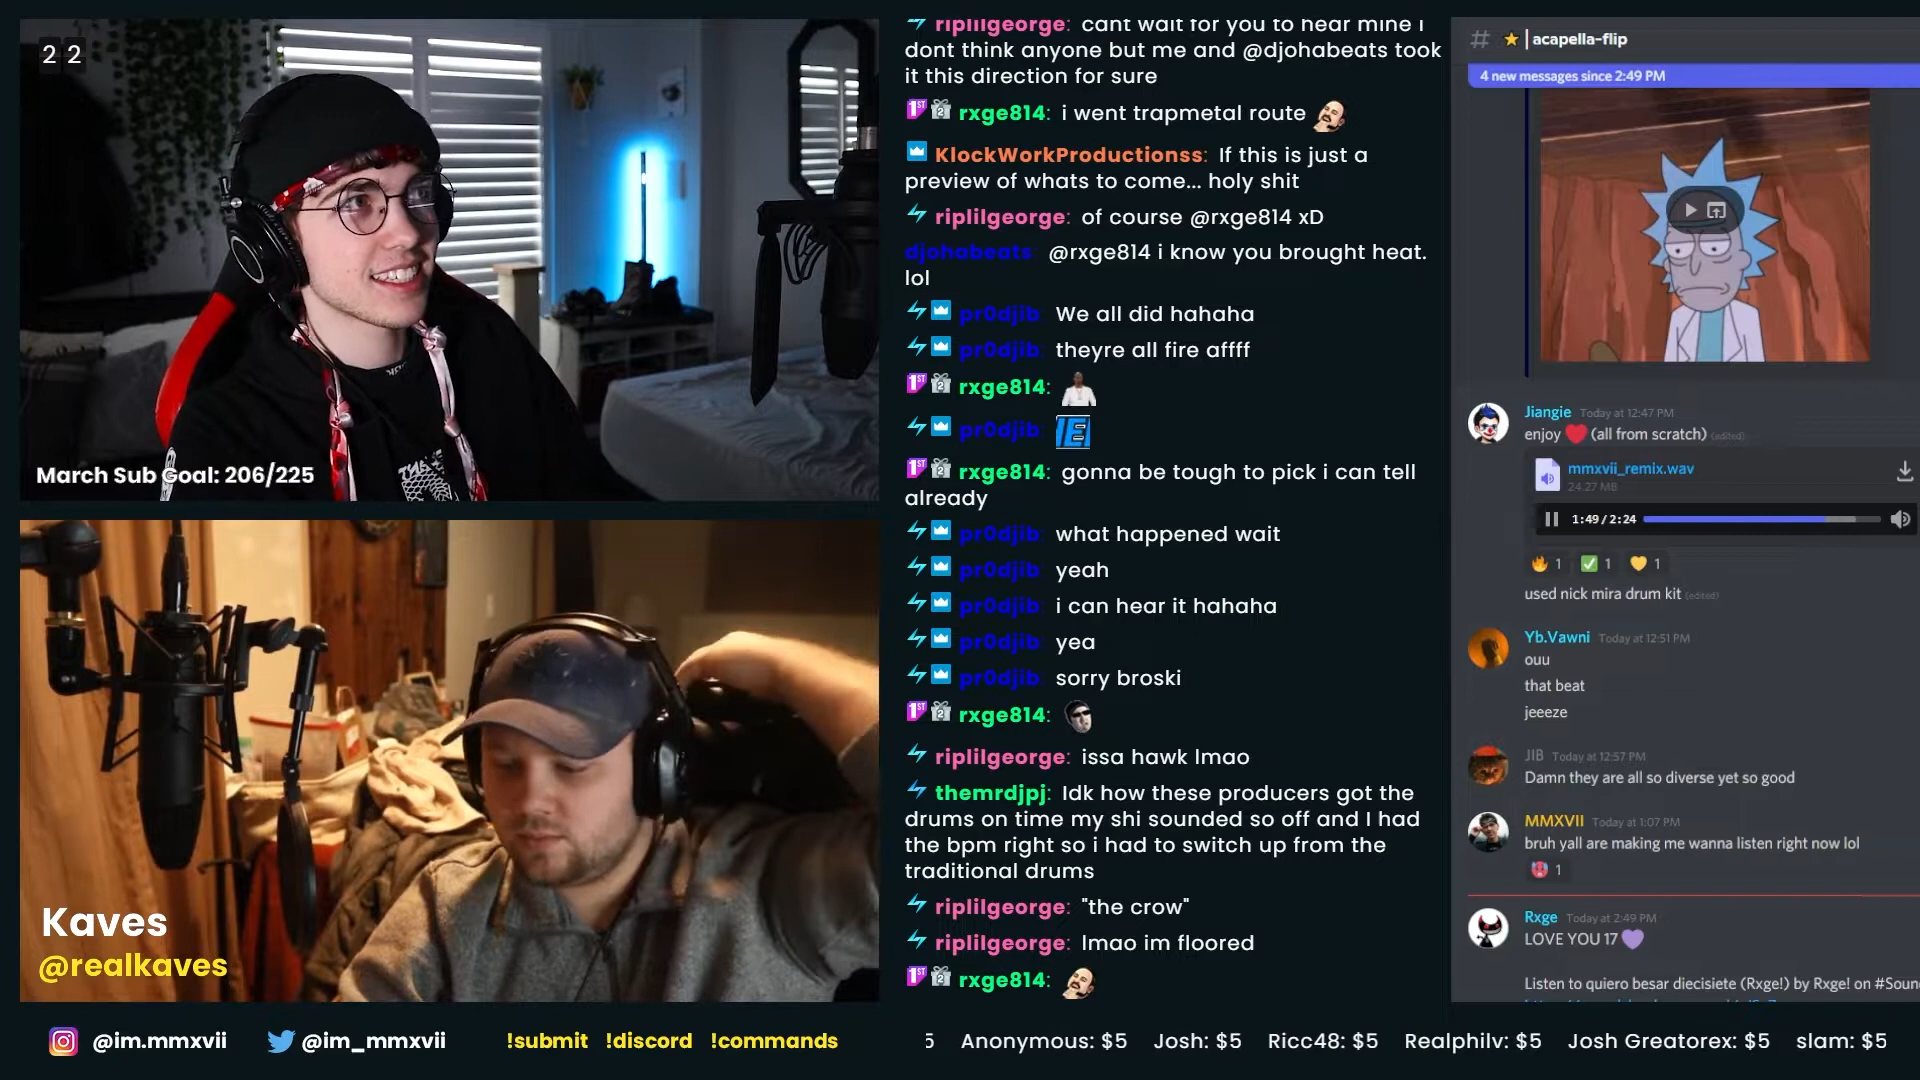 22
March Sub Goal: 206/225
Kaves
@realkaves
riplilgeorge: cant wait for you to hear mine i
dont think anyone but me and @djohabeats took
it this direction for sure
rxge814: i went trapmetal route
KlockWorkProductionss: If this is just a
preview of whats to come... holy shit
riplilgeorge: of course @rxge814 xD
djohabeats: @rxge814 i know you brought heat.
lol
pr0djib: We all did hahaha
pr0djib: theyre all fire affff
rxge814:
pr0djib:
rxge814: gonna be tough to pick i can tell
already
pr0djib: what happened wait
pr0djib: yeah
pr0djib: i can hear it hahaha
pr0djib: yea
pr0djib: sorry broski
rxge814:
riplilgeorge: issa hawk lmao
themrdjpj: Idk how these producers got the
drums on time my shi sounded so off and I had
the bpm right so i had to switch up from the
traditional drums
riplilgeorge: "the crow"
riplilgeorge: lmao im floored
rxge814:
# acapella-flip
4 new messages since 2:49 PM
Jiangie Today at 12:47 PM
enjoy (all from scratch) (edited)
mmxvii_remix.wav
24.27 MB
1:49 / 2:24
1 1 1
used nick mira drum kit (edited)
Yb.Vawni Today at 12:51 PM
ouu
that beat
jeeeze
JIB Today at 12:57 PM
Damn they are all so diverse yet so good
MMXVII Today at 1:07 PM
bruh yall are making me wanna listen right now lol
1
Rxge Today at 2:49 PM
LOVE YOU 17
Listen to quiero besar diecisiete (Rxge!) by Rxge! on #Soun
@im.mmxvii @im_mmxvii !submit !discord !commands
5 Anonymous: $5 Josh: $5 Ricc48: $5 Realphilv: $5 Josh Greatorex: $5 slam: $5